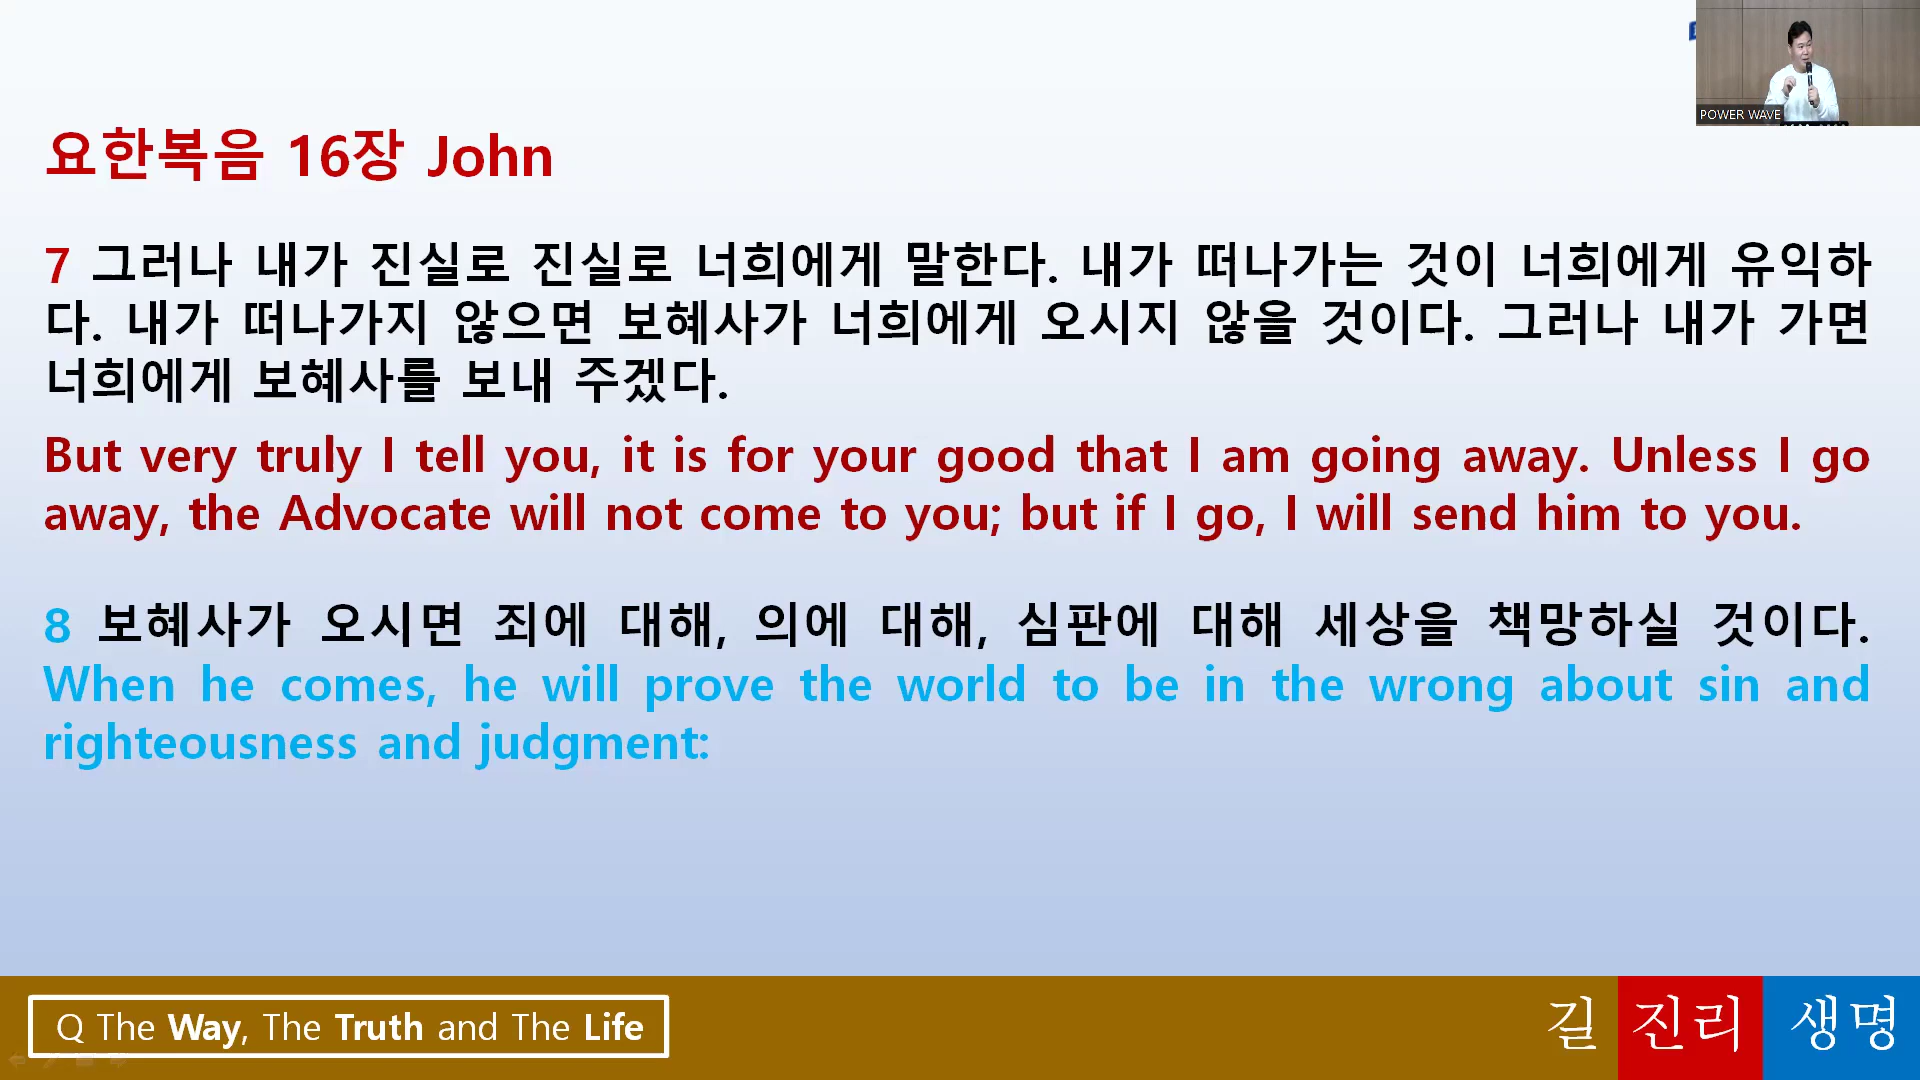 POWER WAVE
요한복음 16장 John
7 그러나 내가 진실로 진실로 너희에게 말한다. 내가 떠나가는 것이 너희에게 유익하
다. 내가 떠나가지 않으면 보혜사가 너희에게 오시지 않을 것이다. 그러나 내가 가면
너희에게 보혜사를 보내 주겠다.
But very truly I tell you, it is for your good that I am going away. Unless I go
away, the Advocate will not come to you; but if I go, I will send him to you.
8 보혜사가 오시면 죄에 대해, 의에 대해, 심판에 대해 세상을 책망하실 것이다.
When he comes, he will prove the world to be in the wrong about sin and
righteousness and judgment:
Q The Way, The Truth and The Life
길 진리 생명